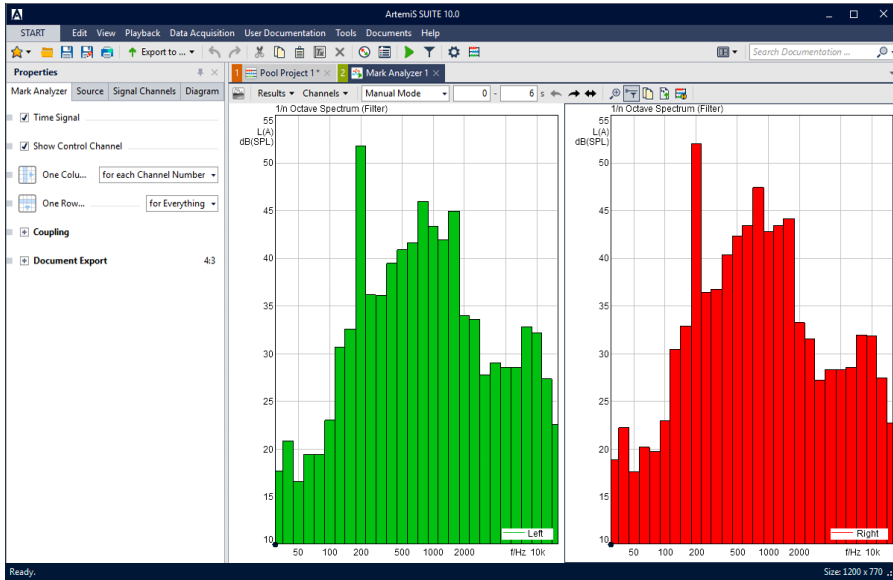 ArtemiS SUITE 10.0
START Edit View Playback Data Acquisition User Documentation Tools Documents Help
Export to ... Search Documentation ...
Properties
1 Pool Project 1 * 2 Mark Analyzer 1
Mark Analyzer Source Signal Channels Diagram
Results Channels Manual Mode 0 - 6 s
Time Signal
Show Control Channel
One Colu... for each Channel Number
One Row... for Everything
Coupling
Document Export 4:3
1/n Octave Spectrum (Filter)
55
L(A)
dB(SPL)
50
45
40
35
30
25
20
15
10
Left
50 100 200 500 1000 2000 f/Hz 10k
1/n Octave Spectrum (Filter)
55
L(A)
dB(SPL)
50
45
40
35
30
25
20
15
10
Right
50 100 200 500 1000 2000 f/Hz 10k
Ready. Size: 1200 x 770